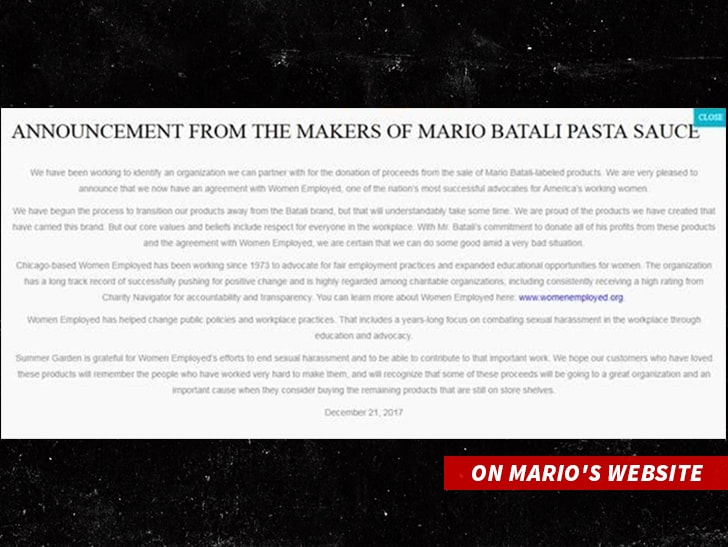 CLOSE
ANNOUNCEMENT FROM THE MAKERS OF MARIO BATALI PASTA SAUCE
We have been working to identify an organization we can partner with for the donation of proceeds from the sale of Mario Batali-labeled products. We are very pleased to
announce that we now have an agreement with Women Employed, one of the nation's most successful advocates for America's working women.
We have begun the process to transition our products away from the Batali brand, but that will understandably take some time. We are proud of the products we have created that
have carried this brand. But our core values and beliefs include respect for everyone in the workplace. With Mr. Batali's commitment to donate all of his profits from these products
and the agreement with Women Employed, we are certain that we can do some good amid a very bad situation.
Chicago-based Women Employed has been working since 1973 to advocate for fair employment practices and expanded educational opportunities for women. The organization
has a long track record of successfully pushing for positive change and is highly regarded among charitable organizations, including consistently receiving a high rating from
Charity Navigator for accountability and transparency. You can learn more about Women Employed here: www.womenemployed.org.
Women Employed has helped change public policies and workplace practices. That includes a years-long focus on combating sexual harassment in the workplace through
education and advocacy.
Summer Garden is grateful for Women Employed's efforts to end sexual harassment and to be able to contribute to that important work. We hope our customers who have loved
these products will remember the people who have worked very hard to make them, and will recognize that some of these proceeds will be going to a great organization and an
important cause when they consider buying the remaining products that are still on store shelves.
December 21, 2017
ON MARIO'S WEBSITE